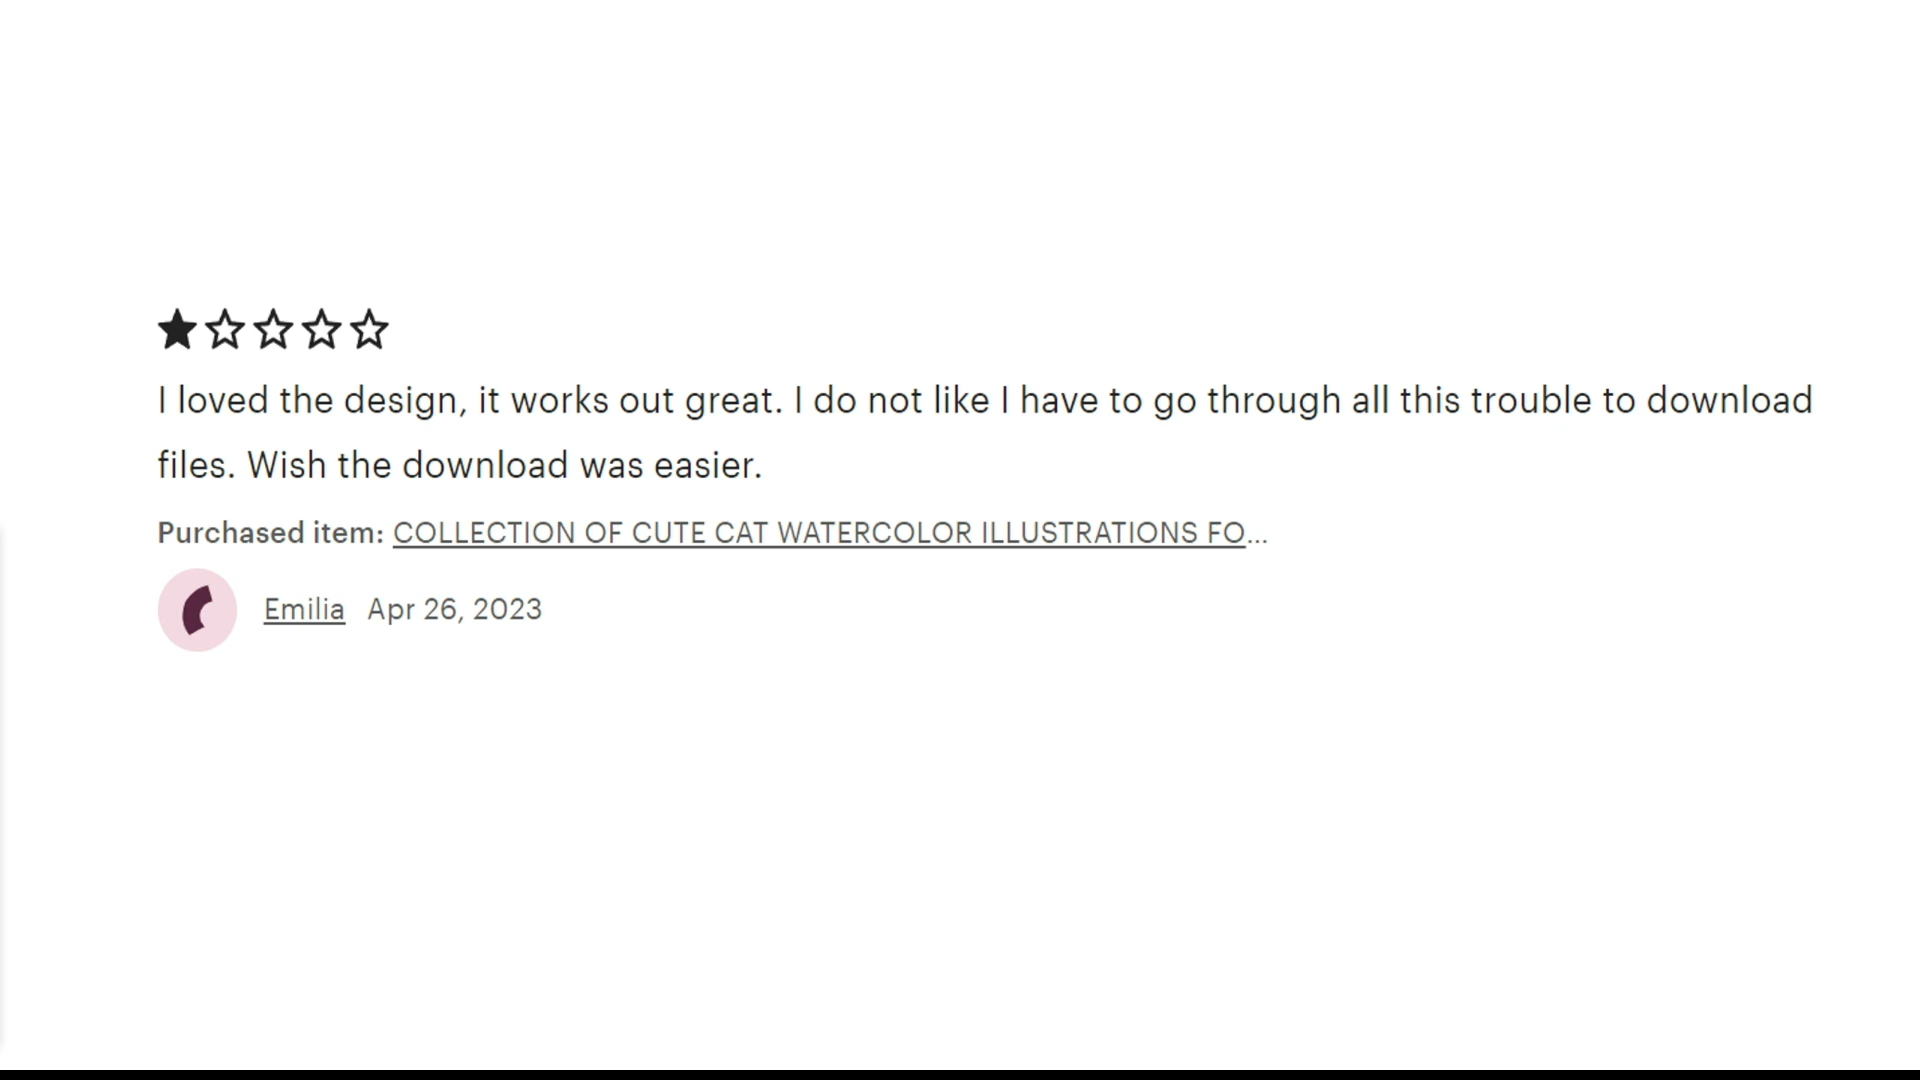 I loved the design, it works out great. I do not like I have to go through all this trouble to download
files. Wish the download was easier.
Purchased item: COLLECTION OF CUTE CAT WATERCOLOR ILLUSTRATIONS FO...
Emilia Apr 26, 2023